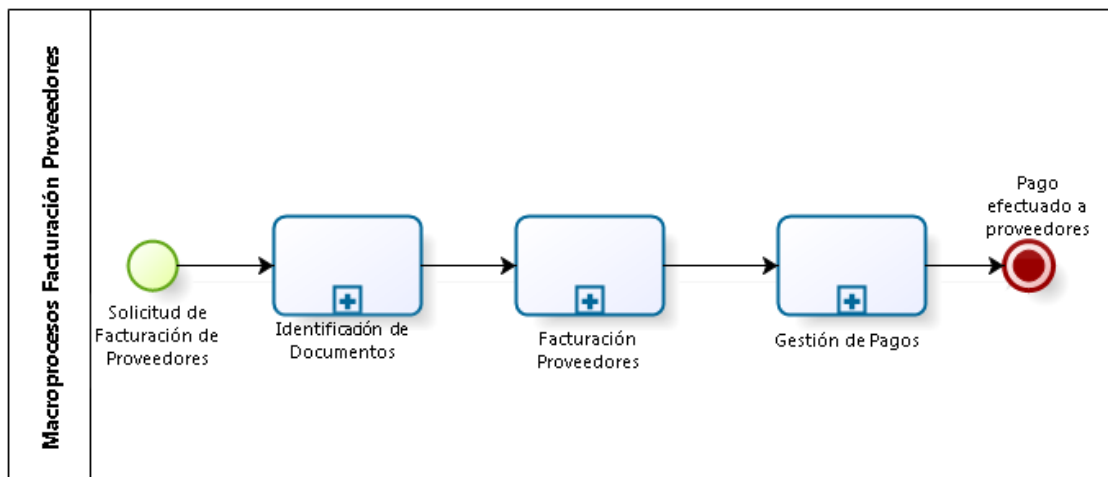 Macroprocesos Facturación Proveedores
Solicitud de
Facturación de
Proveedores
Identificación de
Documentos
Facturación
Proveedores
Gestión de Pagos
Pago
efectuado a
proveedores